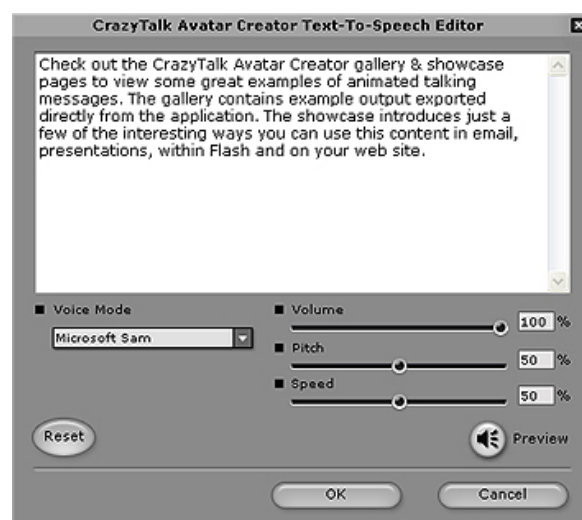 CrazyTalk Avatar Creator Text-To-Speech Editor
Check out the CrazyTalk Avatar Creator gallery & showcase
pages to view some great examples of animated talking
messages. The gallery contains example output exported
directly from the application. The showcase introduces just a
few of the interesting ways you can use this content in email,
presentations, within Flash and on your web site.
Voice Mode
Microsoft Sam
Volume
100 %
Pitch
50 %
Speed
50 %
Reset
Preview
OK
Cancel